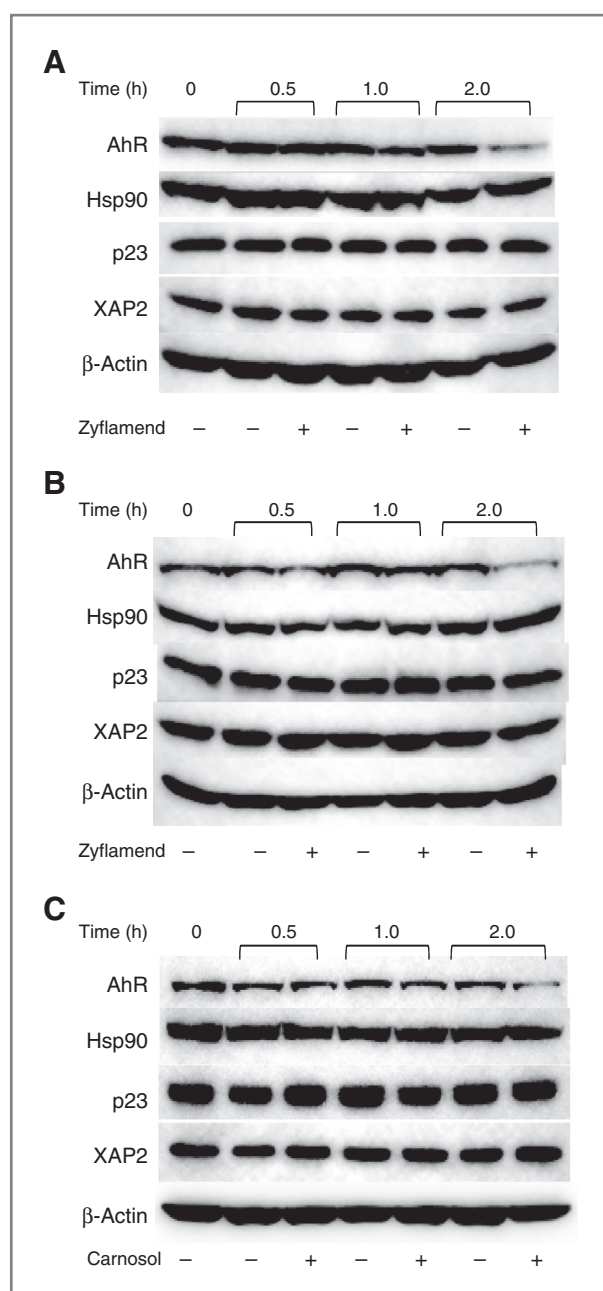 A
Time (h) 0 0.5 1.0 2.0
AhR
Hsp90
p23
XAP2
β-Actin
Zyflamend – – + – + – +
B
Time (h) 0 0.5 1.0 2.0
AhR
Hsp90
p23
XAP2
β-Actin
Zyflamend – – + – + – +
C
Time (h) 0 0.5 1.0 2.0
AhR
Hsp90
p23
XAP2
β-Actin
Carnosol – – + – + – +